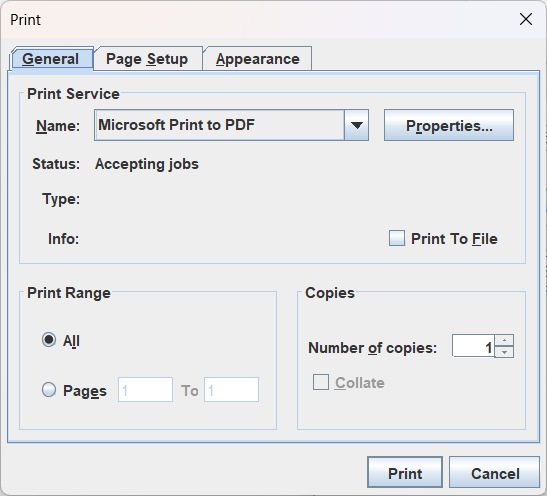 Print
General Page Setup Appearance
Print Service
Name: Microsoft Print to PDF Properties...
Status: Accepting jobs
Type:
Info: Print To File
Print Range
All
Pages 1 To 1
Copies
Number of copies: 1
Collate
Print Cancel